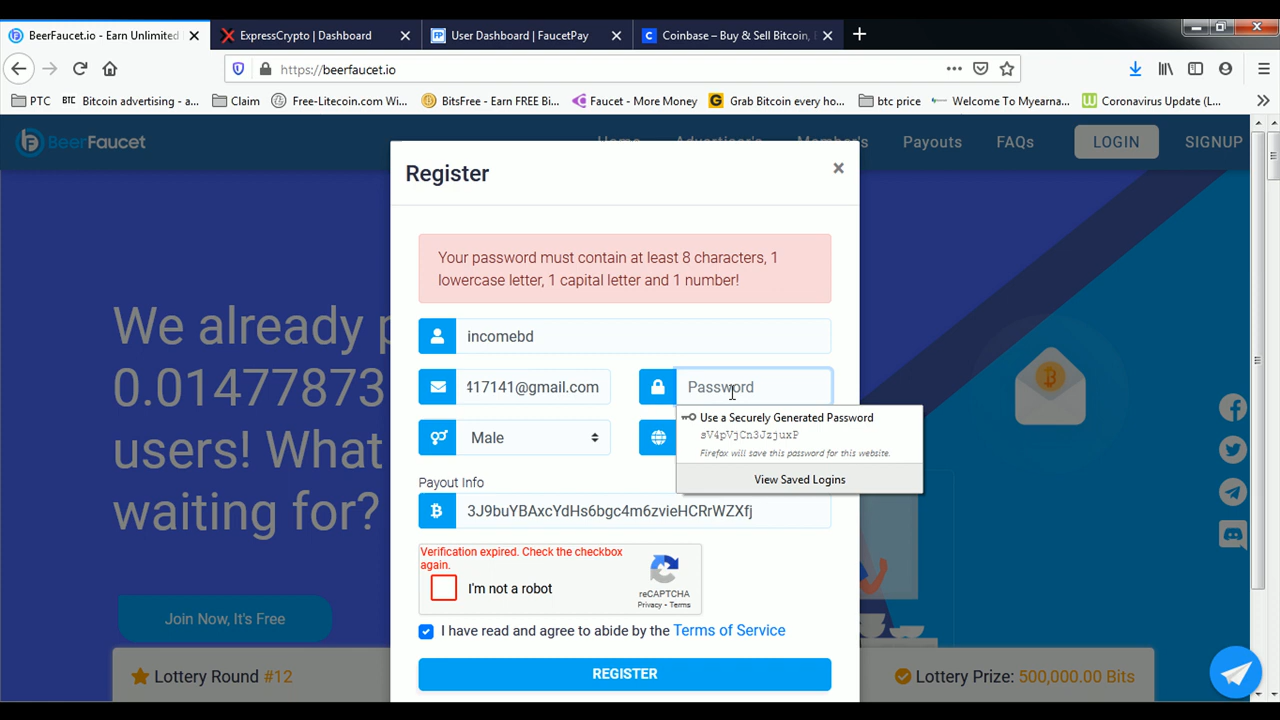 BeerFaucet.io - Earn Unlimited
ExpressCrypto | Dashboard
User Dashboard | FaucetPay
Coinbase – Buy & Sell Bitcoin,
https://beerfaucet.io
PTC
Bitcoin advertising - a...
Claim
Free-Litecoin.com Wi...
BitsFree - Earn FREE Bi...
Faucet - More Money
Grab Bitcoin every ho...
btc price
Welcome To Myearna...
Coronavirus Update (L...
BeerFaucet
Home
Advertiser's
Member's
Payouts
FAQs
LOGIN
SIGNUP
Register
×
Your password must contain at least 8 characters, 1
lowercase letter, 1 capital letter and 1 number!
incomebd
417141@gmail.com
Password
Use a Securely Generated Password
sV4pVjCn3JzjuxP
Firefox will save this password for this website.
View Saved Logins
Male
Payout Info
3J9buYBAxcYdHs6bgc4m6zvieHCRrWZXfj
Verification expired. Check the checkbox
again.
I'm not a robot
reCAPTCHA
Privacy - Terms
I have read and agree to abide by the Terms of Service
REGISTER
We already p
0.01477873
users! What
waiting for?
Join Now, It's Free
Lottery Round #12
Lottery Prize: 500,000.00 Bits